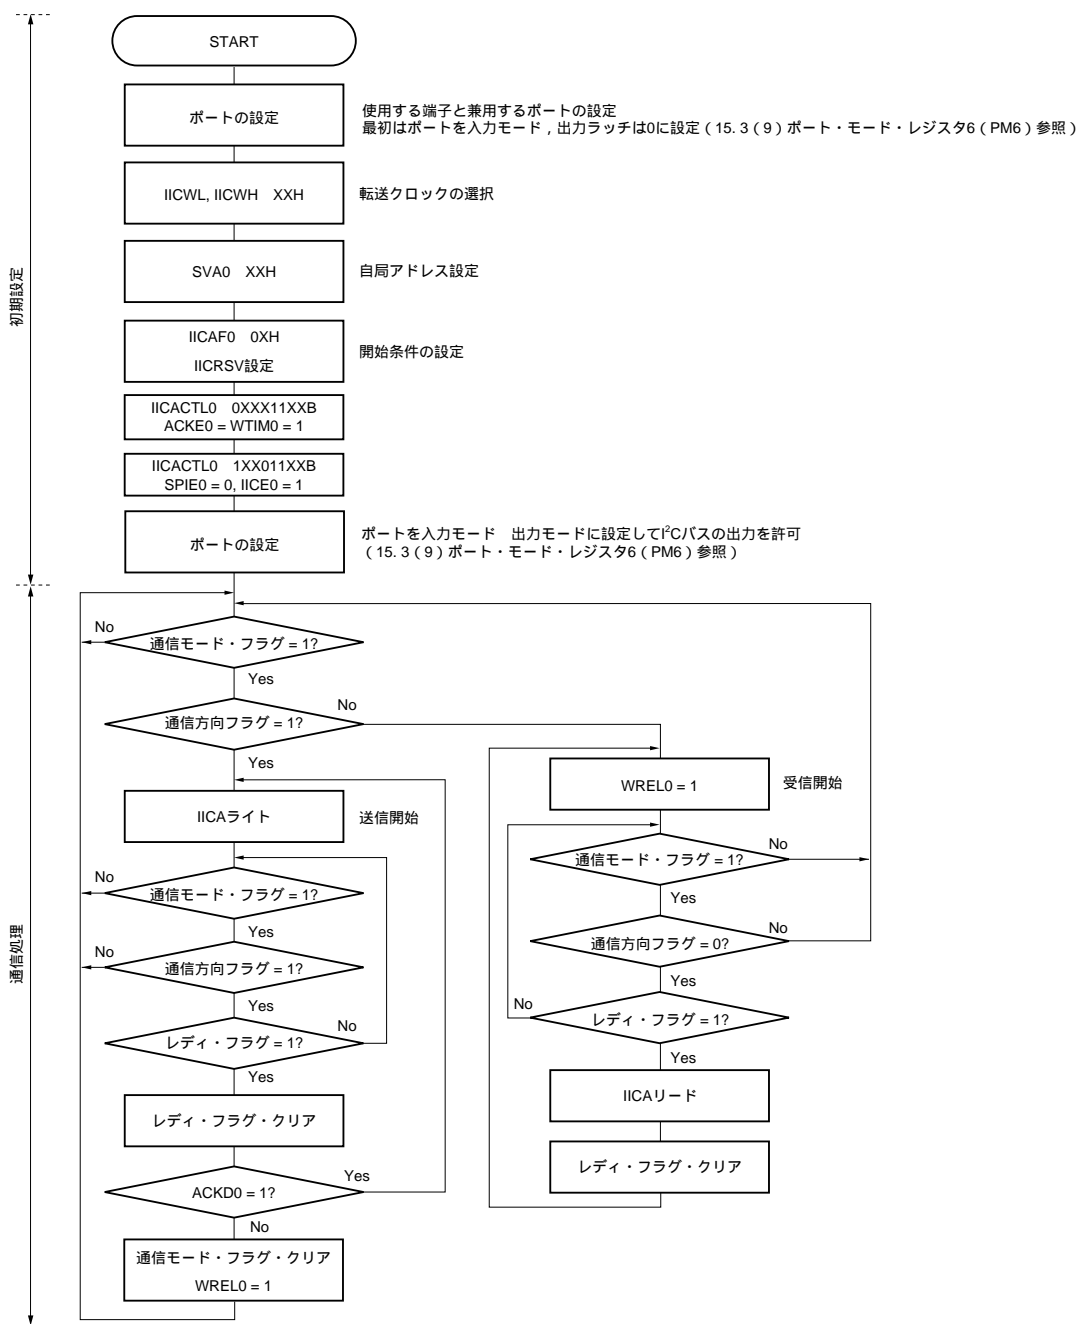 START
ポートの設定
使用する端子と兼用するポートの設定
最初はポートを入力モード，出力ラッチは0に設定（15.3（9）ポート・モード・レジスタ6（PM6）参照）
IICWL, IICWH XXH
転送クロックの選択
SVA0 XXH
自局アドレス設定
初期設定
IICAF0 0XH
IICRSV設定
開始条件の設定
IICACTL0 0XXX11XXB
ACKE0 = WTIM0 = 1
IICACTL0 1XX011XXB
SPIE0 = 0, IICE0 = 1
ポートの設定
ポートを入力モード 出力モードに設定してI²Cバスの出力を許可
（15.3（9）ポート・モード・レジスタ6（PM6）参照）
No
通信モード・フラグ = 1?
Yes
No
通信方向フラグ = 1?
Yes
IICAライト
送信開始
No
通信モード・フラグ = 1?
Yes
No
通信方向フラグ = 1?
Yes
No
レディ・フラグ = 1?
Yes
レディ・フラグ・クリア
Yes
ACKD0 = 1?
No
通信モード・フラグ・クリア
WREL0 = 1
通信処理
WREL0 = 1
受信開始
No
通信モード・フラグ = 1?
Yes
No
通信方向フラグ = 0?
Yes
No
レディ・フラグ = 1?
Yes
IICAリード
レディ・フラグ・クリア